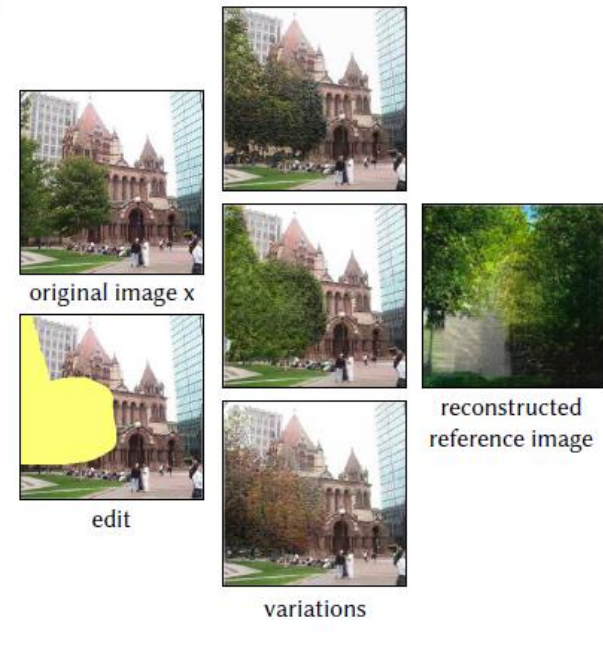 original image x
edit
variations
reconstructed
reference image